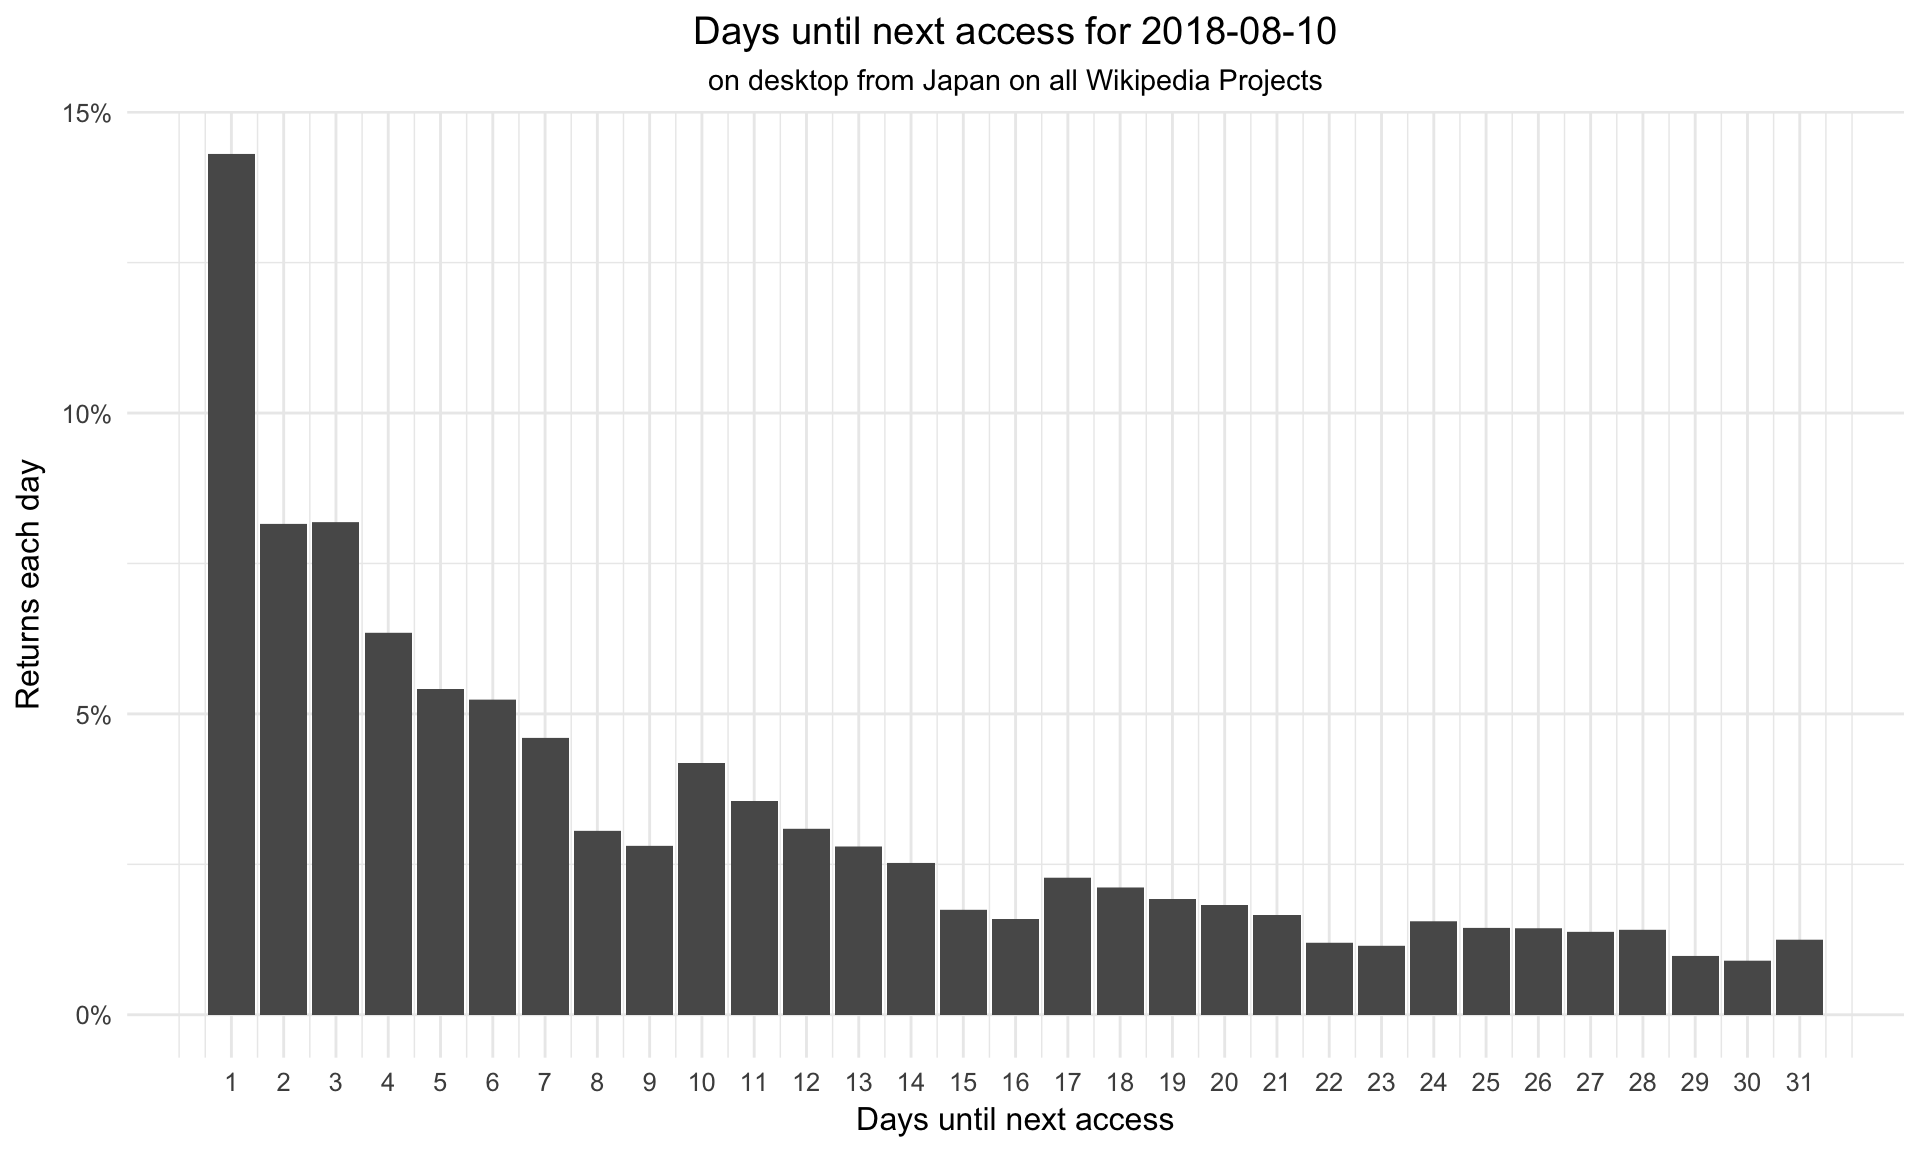 Days until next access for 2018-08-10
on desktop from Japan on all Wikipedia Projects
15%
10%
5%
0%
Returns each day
1 2 3 4 5 6 7 8 9 10 11 12 13 14 15 16 17 18 19 20 21 22 23 24 25 26 27 28 29 30 31
Days until next access